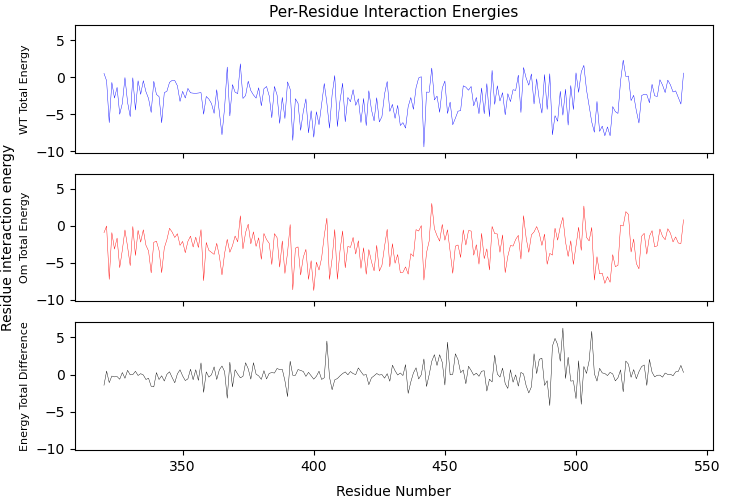 Per-Residue Interaction Energies
Residue interaction energy
WT Total Energy
5
0
−5
−10
Om Total Energy
5
0
−5
−10
Energy Total Difference
5
0
−5
−10
350
400
450
500
550
Residue Number